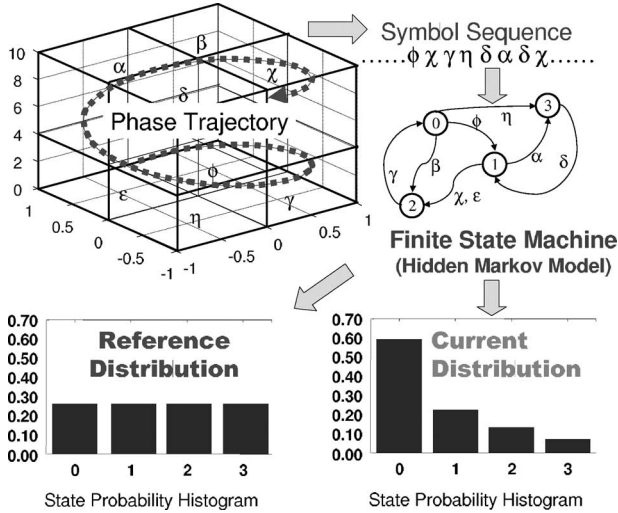 Symbol Sequence
......ϕ χ γ η δ α δ χ......
10
8
6
4
2
0
α
β
χ
δ
Phase Trajectory
ϕ
ε
η
γ
1
0.5
0
-0.5
-1
-1
-0.5
0
0.5
1
0
1
2
3
η
ϕ
α
δ
β
γ
χ, ε
Finite State Machine
(Hidden Markov Model)
Reference
Distribution
0.70
0.60
0.50
0.40
0.30
0.20
0.10
0.00
0 1 2 3
State Probability Histogram
Current
Distribution
0.70
0.60
0.50
0.40
0.30
0.20
0.10
0.00
0 1 2 3
State Probability Histogram